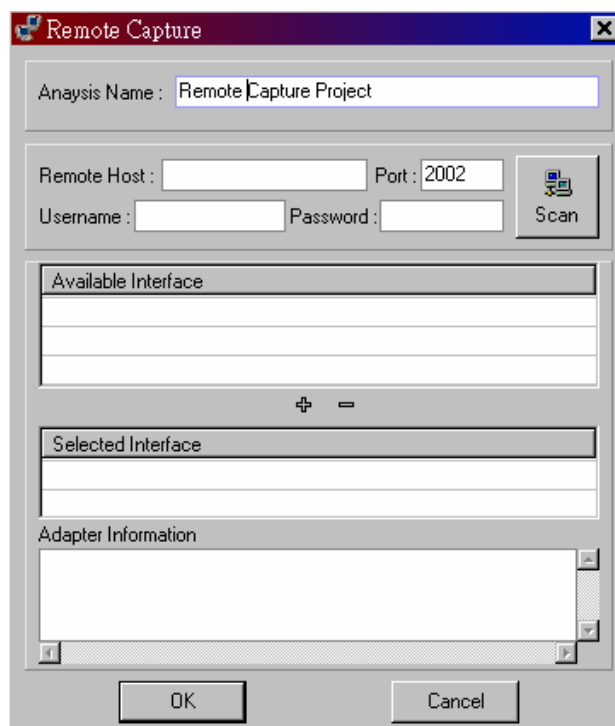 Remote Capture
Anaysis Name : Remote Capture Project
Remote Host : Port : 2002
Username : Password :
Scan
Available Interface
Selected Interface
Adapter Information
OK Cancel